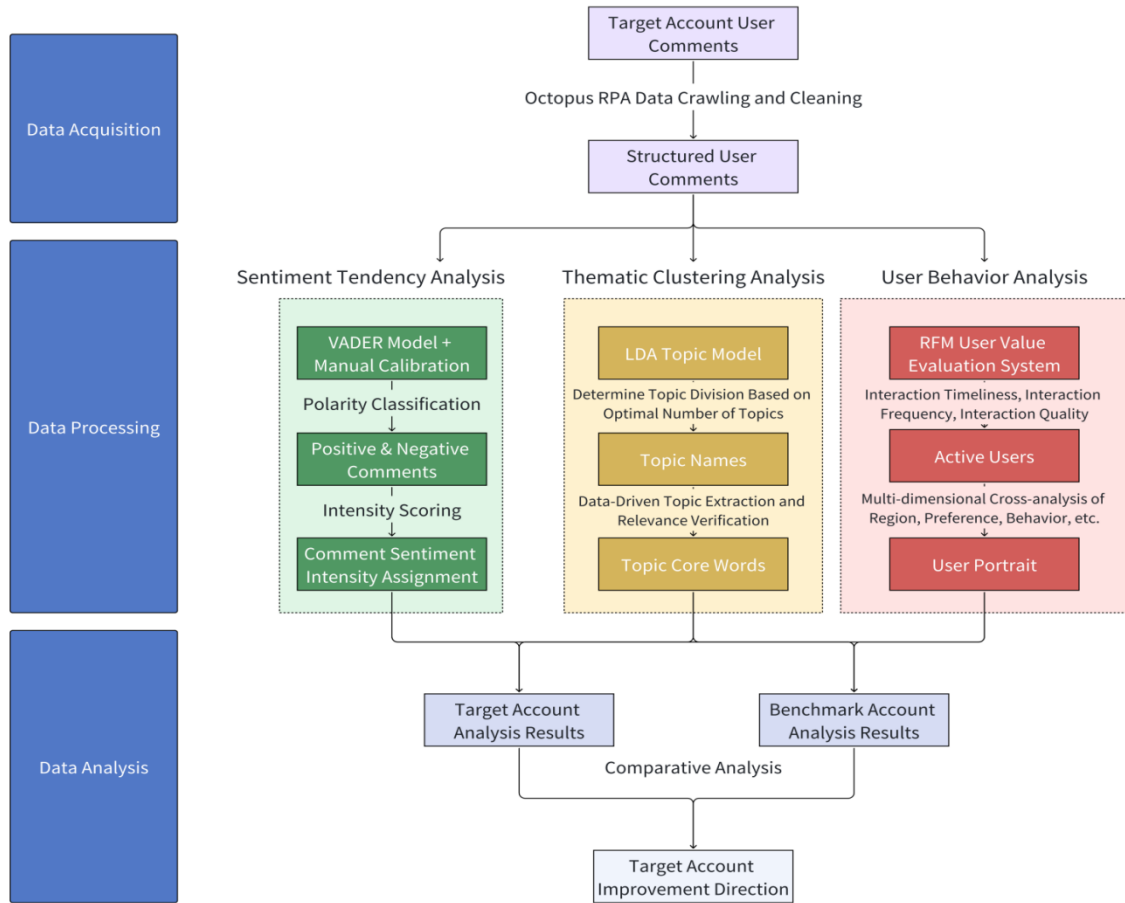 Target Account User
Comments
Octopus RPA Data Crawling and Cleaning
Data Acquisition
Structured User
Comments
Sentiment Tendency Analysis
Thematic Clustering Analysis
User Behavior Analysis
Data Processing
VADER Model +
Manual Calibration
Polarity Classification
Positive & Negative
Comments
Intensity Scoring
Comment Sentiment
Intensity Assignment
LDA Topic Model
Determine Topic Division Based on
Optimal Number of Topics
Topic Names
Data-Driven Topic Extraction and
Relevance Verification
Topic Core Words
RFM User Value
Evaluation System
Interaction Timeliness, Interaction
Frequency, Interaction Quality
Active Users
Multi-dimensional Cross-analysis of
Region, Preference, Behavior, etc.
User Portrait
Data Analysis
Target Account
Analysis Results
Benchmark Account
Analysis Results
Comparative Analysis
Target Account
Improvement Direction